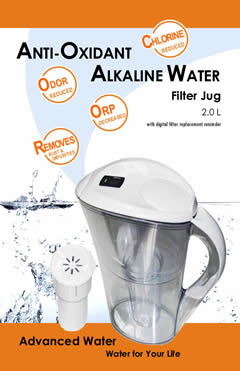 CHLORINE
REDUCED
ANTI-OXIDANT
ALKALINE WATER
ODOR
REDUCED
Filter Jug
ORP
DECREASED
2.0 L
with digital filter replacement reminder
REMOVES
RUST &
IMPURITIES
Advanced Water
Water for Your Life